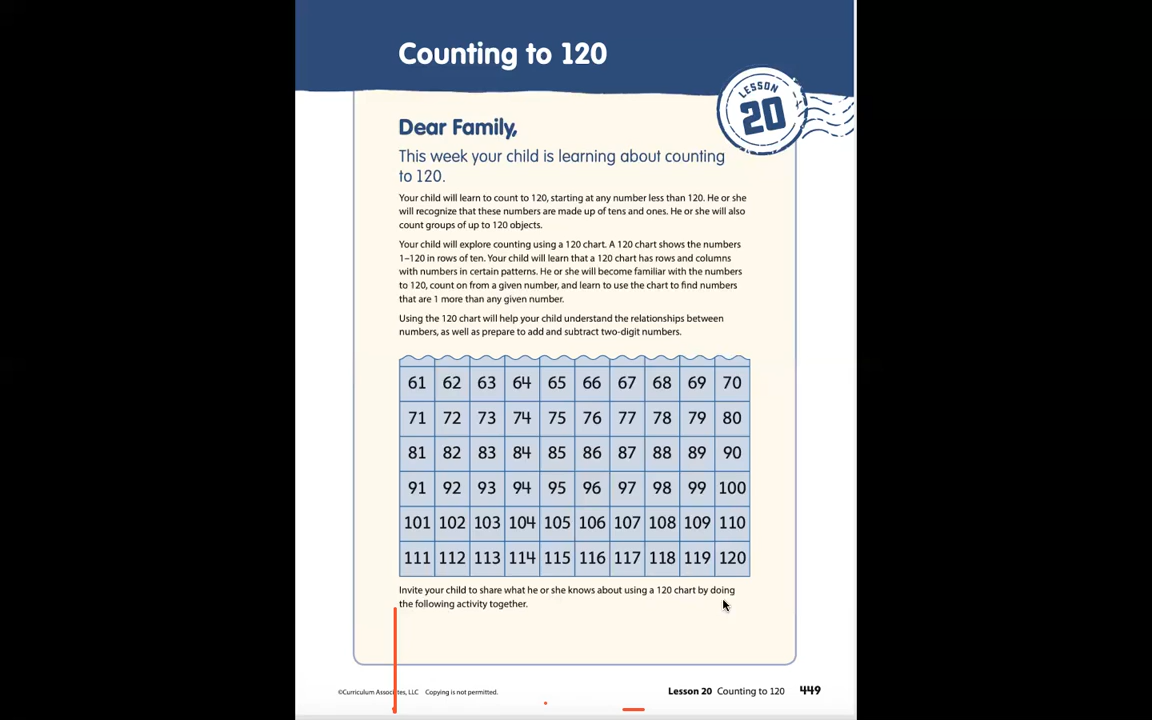 Counting to 120
LESSON
20
Dear Family,
This week your child is learning about counting
to 120.
Your child will learn to count to 120, starting at any number less than 120. He or she
will recognize that these numbers are made up of tens and ones. He or she will also
count groups of up to 120 objects.
Your child will explore counting using a 120 chart. A 120 chart shows the numbers
1–120 in rows of ten. Your child will learn that a 120 chart has rows and columns
with numbers in certain patterns. He or she will become familiar with the numbers
to 120, count on from a given number, and learn to use the chart to find numbers
that are 1 more than any given number.
Using the 120 chart will help your child understand the relationships between
numbers, as well as prepare to add and subtract two-digit numbers.
61 62 63 64 65 66 67 68 69 70
71 72 73 74 75 76 77 78 79 80
81 82 83 84 85 86 87 88 89 90
91 92 93 94 95 96 97 98 99 100
101 102 103 104 105 106 107 108 109 110
111 112 113 114 115 116 117 118 119 120
Invite your child to share what he or she knows about using a 120 chart by doing
the following activity together.
©Curriculum Associates, LLC Copying is not permitted.
Lesson 20 Counting to 120 449